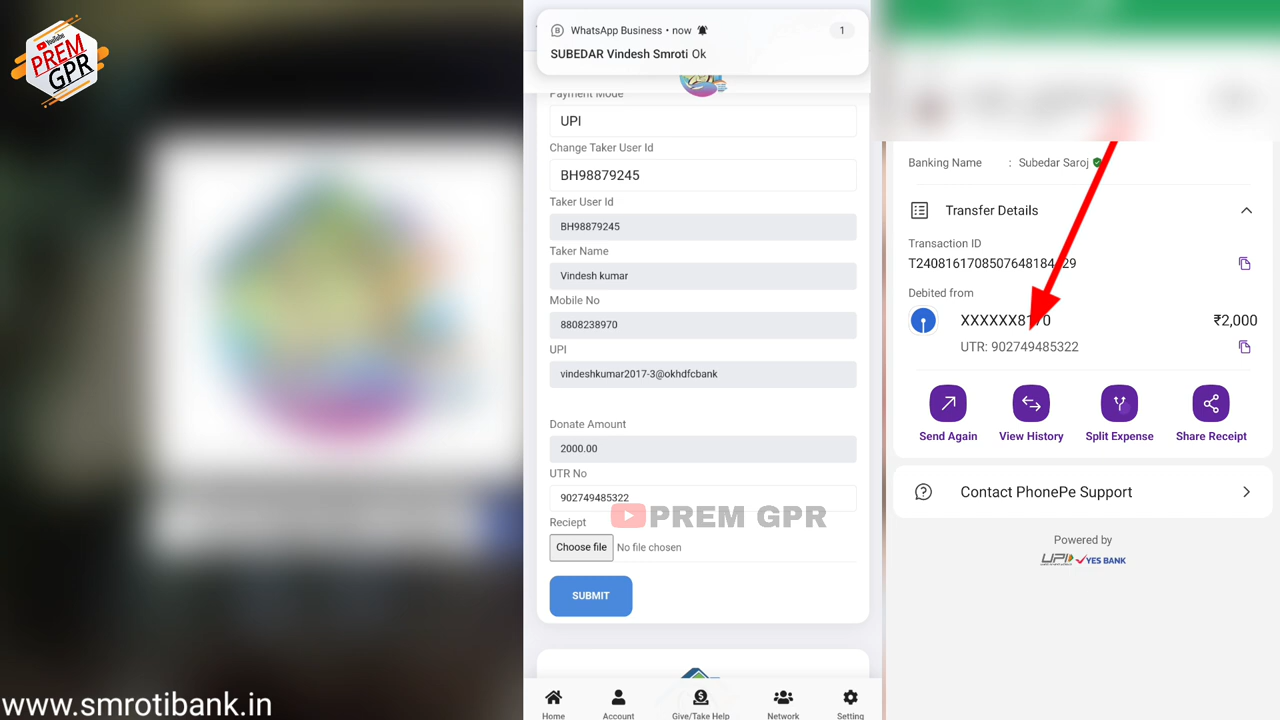 YouTube
PREM
GPR
www.smrotibank.in
WhatsApp Business • now
1
SUBEDAR Vindesh Smroti Ok
Payment Mode
UPI
Change Taker User Id
BH98879245
Taker User Id
BH98879245
Taker Name
Vindesh kumar
Mobile No
8808238970
UPI
vindeshkumar2017-3@okhdfcbank
Donate Amount
2000.00
UTR No
902749485322
PREM GPR
Reciept
Choose file No file chosen
SUBMIT
Home
Account
Give/Take Help
Network
Setting
Banking Name : Subedar Saroj
Transfer Details
Transaction ID
Debited from
₹2,000
UTR: 902749485322
Send Again
View History
Split Expense
Share Receipt
Contact PhonePe Support
Powered by
UPI YES BANK